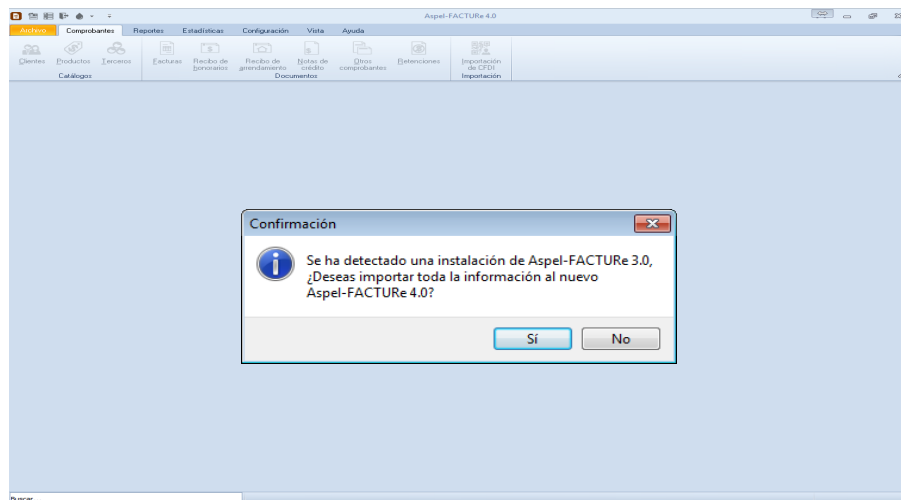 Aspel-FACTURe 4.0
Archivo Comprobantes Reportes Estadísticas Configuración Vista Ayuda
Clientes Productos Terceros Facturas Recibo de honorarios Recibo de arrendamiento Notas de crédito Otros comprobantes Retenciones Importación de CFDI
Catálogos Documentos Importación
Confirmación
Se ha detectado una instalación de Aspel-FACTURe 3.0,
¿Deseas importar toda la información al nuevo
Aspel-FACTURe 4.0?
Sí No
Buscar